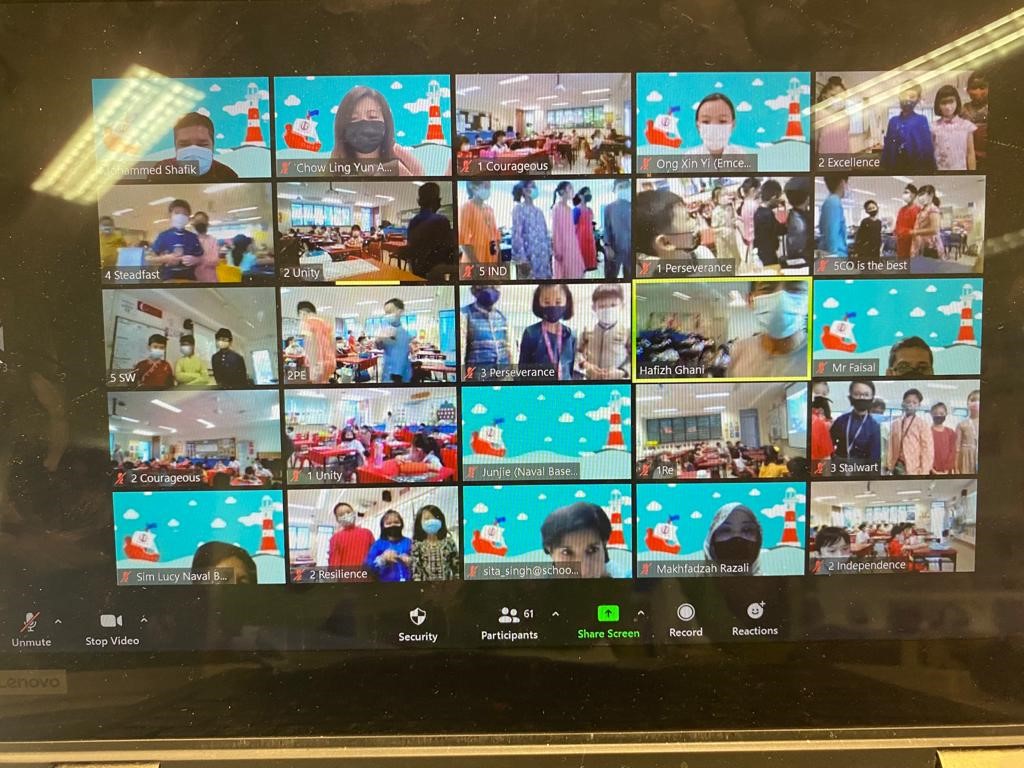 Mohammed Shafik
Chow Ling Yun A...
1 Courageous
Ong Xin Yi (Emce...
2 Excellence
4 Steadfast
2 Unity
5 IND
1 Perseverance
5CO is the best
5 SW
2PE
3 Perseverance
Hafizh Ghani
Mr Faisal
2 Courageous
1 Unity
Junjie (Naval Base...
1Re
3 Stalwart
Sim Lucy Naval B...
2 Resilience
sita_singh@schoo...
Makhfadzah Razali
2 Independence
Unmute
Stop Video
Security
Participants
61
Share Screen
Record
Reactions
Lenovo